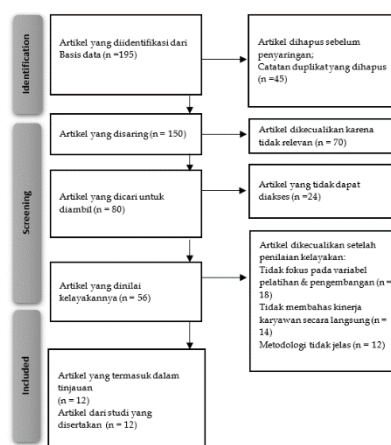 Identification
Artikel yang diidentifikasi dari
Basis data (n =195)
Artikel dihapus sebelum
penyaringan;
Catatan duplikat yang dihapus
(n =45)
Screening
Artikel yang disaring (n = 150)
Artikel dikecualikan karena
tidak relevan (n = 70)
Artikel yang dicari untuk
diambil (n = 80)
Artikel yang tidak dapat
diakses (n =24)
Artikel yang dinilai
kelayakannya (n = 56)
Artikel dikecualikan setelah
penilaian kelayakan:
Tidak fokus pada variabel
pelatihan & pengembangan (n =
18)
Tidak membahas kinerja
karyawan secara langsung (n =
14)
Metodologi tidak jelas (n = 12)
Included
Artikel yang termasuk dalam
tinjauan
(n = 12)
Artikel dari studi yang
disertakan (n = 12)